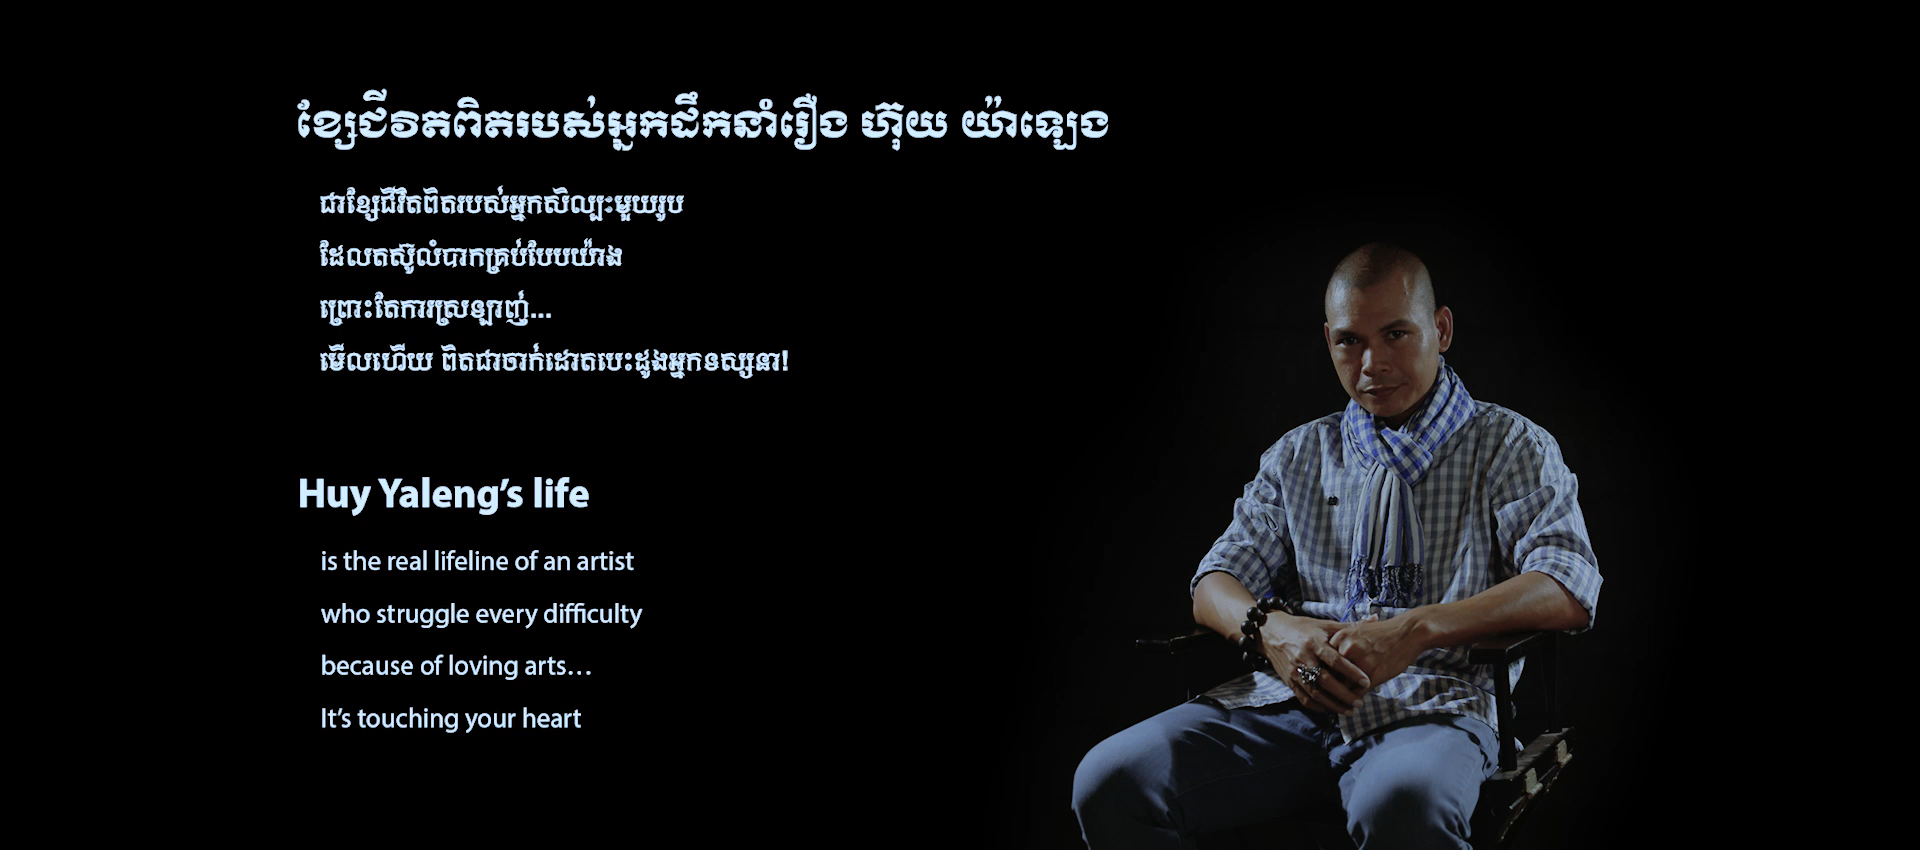 ខ្សែជីវិតពិតរបស់អ្នកដឹកនាំរឿង ហ៊ុយ យ៉ាឡេង
ជាខ្សែជីវិតពិតរបស់អ្នកសិល្បះមួយរូប
ដែលតស៊ូលំបាកគ្រប់បែបយ៉ាង
ព្រោះតែការស្រឡាញ់...
មើលហើយ ពិតជាចាក់ដោតបេះដូងអ្នកទស្សនា!
Huy Yaleng’s life
is the real lifeline of an artist
who struggle every difficulty
because of loving arts…
It’s touching your heart